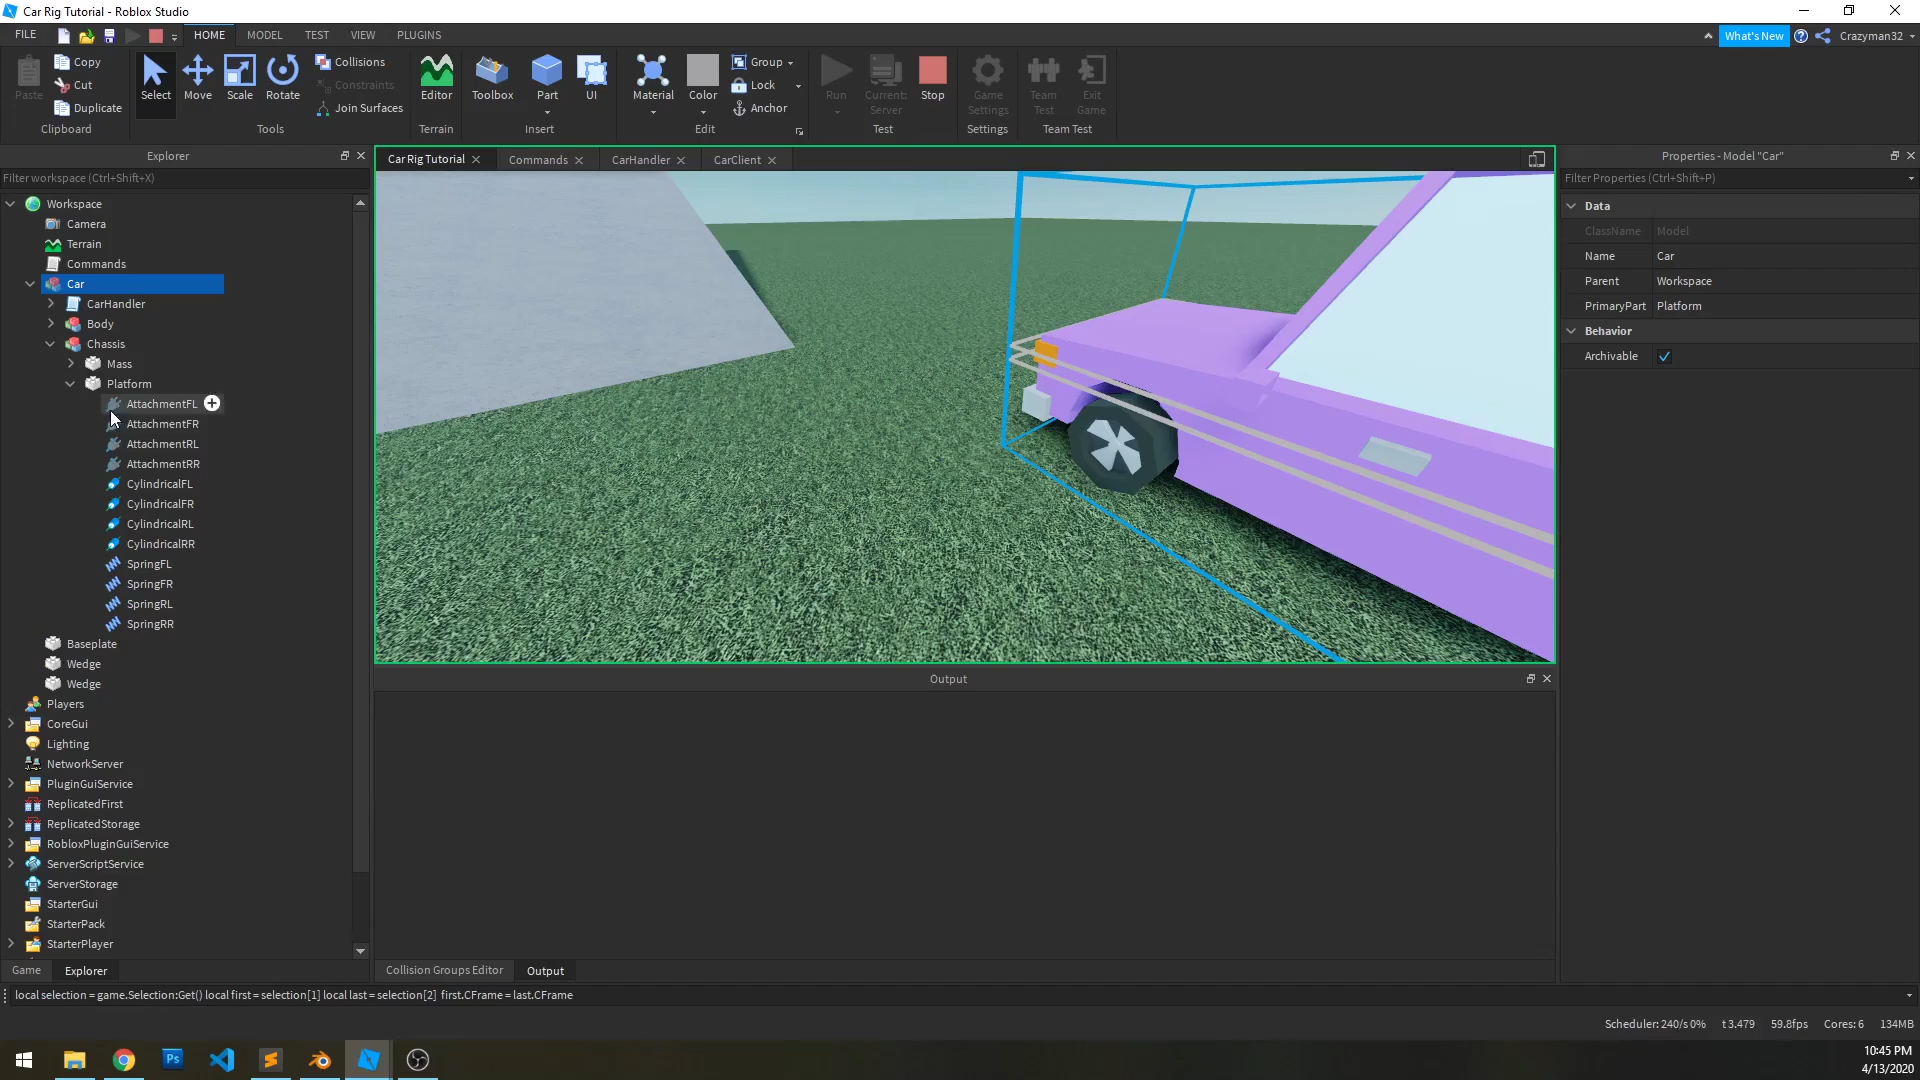 Car Rig Tutorial - Roblox Studio
FILE
HOME
MODEL
TEST
VIEW
PLUGINS
What's New
Crazyman32
Paste
Copy
Cut
Duplicate
Clipboard
Select
Move
Scale
Rotate
Collisions
Constraints
Join Surfaces
Tools
Editor
Terrain
Toolbox
Part
UI
Insert
Material
Color
Group
Lock
Anchor
Edit
Run
Current:
Server
Stop
Test
Game
Settings
Settings
Team
Test
Exit
Game
Team Test
Explorer
Filter workspace (Ctrl+Shift+X)
Workspace
Camera
Terrain
Commands
Car
CarHandler
Body
Chassis
Mass
Platform
AttachmentFL
AttachmentFR
AttachmentRL
AttachmentRR
CylindricalFL
CylindricalFR
CylindricalRL
CylindricalRR
SpringFL
SpringFR
SpringRL
SpringRR
Baseplate
Wedge
Wedge
Players
CoreGui
Lighting
NetworkServer
PluginGuiService
ReplicatedFirst
ReplicatedStorage
RobloxPluginGuiService
ServerScriptService
ServerStorage
StarterGui
StarterPack
StarterPlayer
Game
Explorer
Car Rig Tutorial
Commands
CarHandler
CarClient
Output
Collision Groups Editor
Output
Properties - Model "Car"
Filter Properties (Ctrl+Shift+P)
Data
ClassName Model
Name Car
Parent Workspace
PrimaryPart Platform
Behavior
Archivable
local selection = game.Selection:Get() local first = selection[1] local last = selection[2] first.CFrame = last.CFrame
Scheduler: 240/s 0% t 3.479 59.8fps Cores: 6 134MB
Ps
10:45 PM
4/13/2020